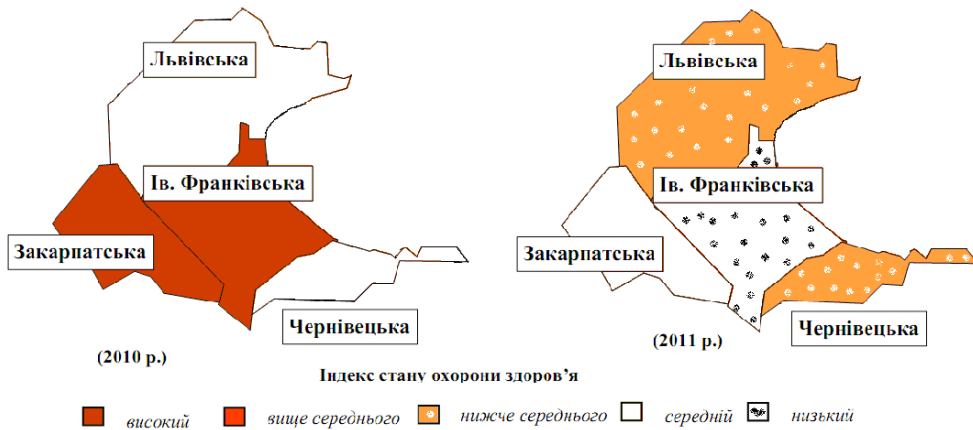 Львівська
Ів. Франківська
Закарпатська
Чернівецька
(2010 р.)
Львівська
Ів. Франківська
Закарпатська
Чернівецька
(2011 р.)
Індекс стану охорони здоров’я
високий вище середнього нижче середнього середній низький